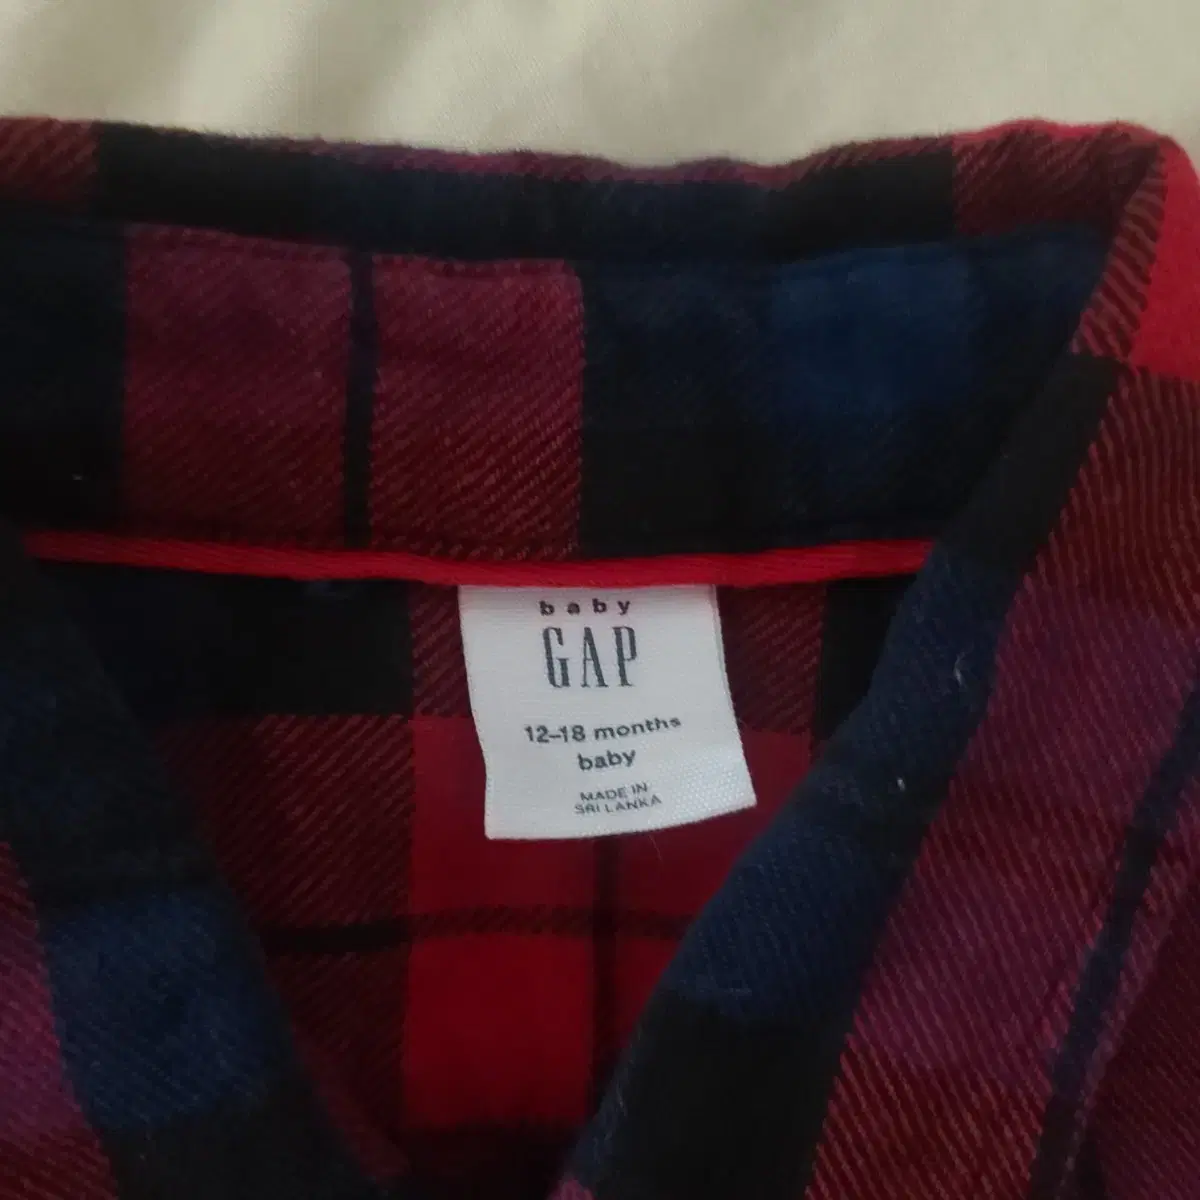 baby
GAP
12–18 months
baby
MADE IN
SRI LANKA